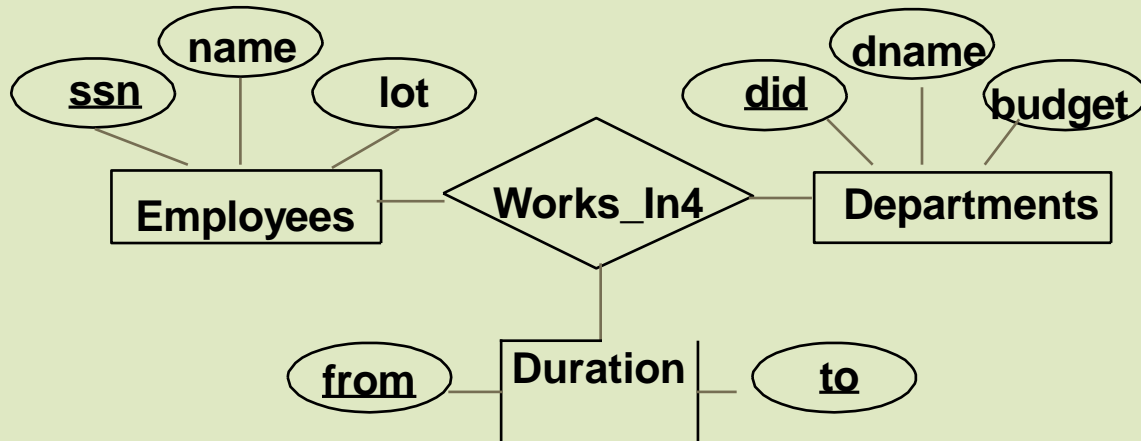 name
ssn
lot
dname
did
budget
Employees
Works_In4
Departments
from
Duration
to